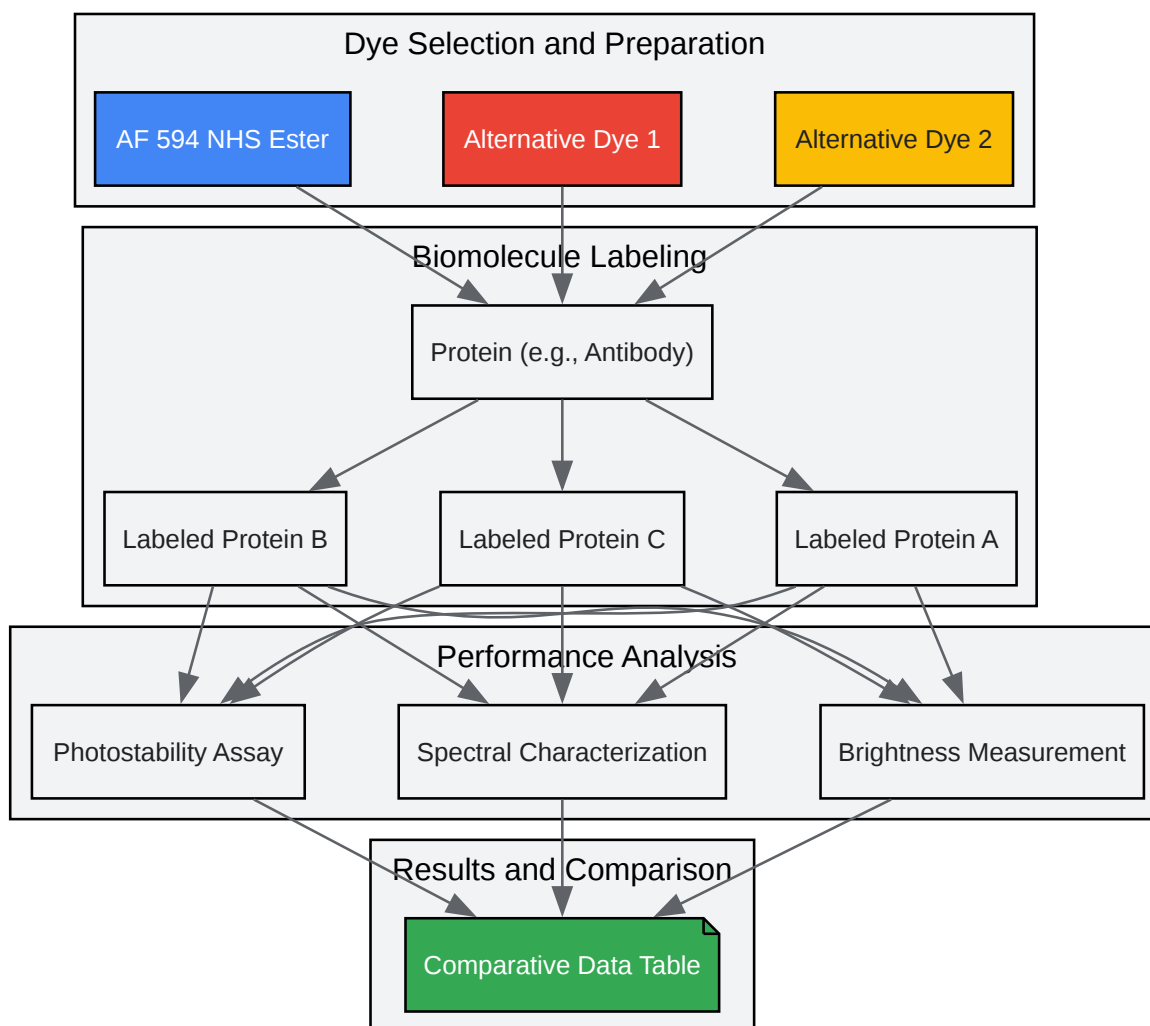 Dye Selection and Preparation
AF 594 NHS Ester
Alternative Dye 1
Alternative Dye 2
Biomolecule Labeling
Protein (e.g., Antibody)
Labeled Protein B
Labeled Protein C
Labeled Protein A
Performance Analysis
Photostability Assay
Spectral Characterization
Brightness Measurement
Results and Comparison
Comparative Data Table